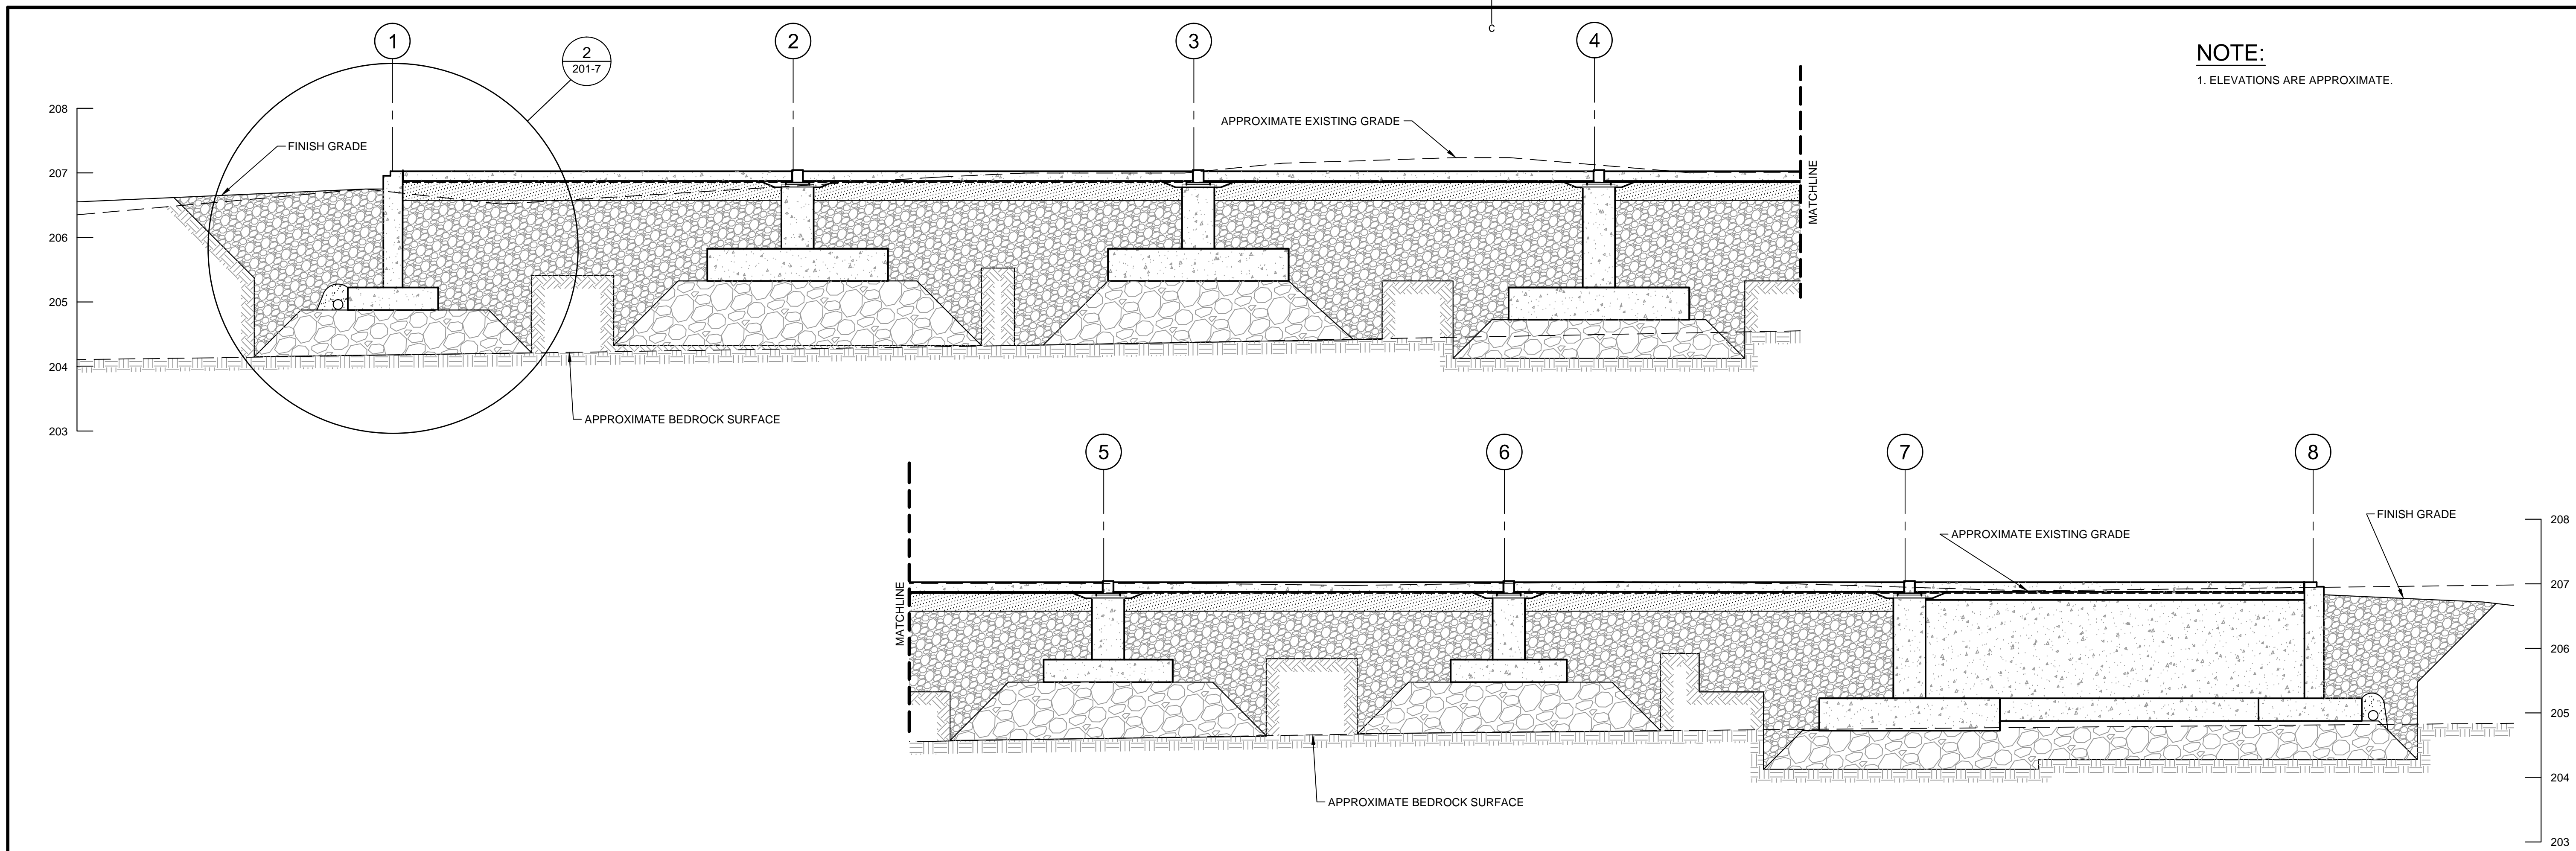 C
1
2
3
4
2
201-7
NOTE:
1. ELEVATIONS ARE APPROXIMATE.
208
207
206
205
204
203
FINISH GRADE
APPROXIMATE EXISTING GRADE
MATCHLINE
APPROXIMATE BEDROCK SURFACE
5
6
7
8
MATCHLINE
APPROXIMATE EXISTING GRADE
FINISH GRADE
APPROXIMATE BEDROCK SURFACE
208
207
206
205
204
203